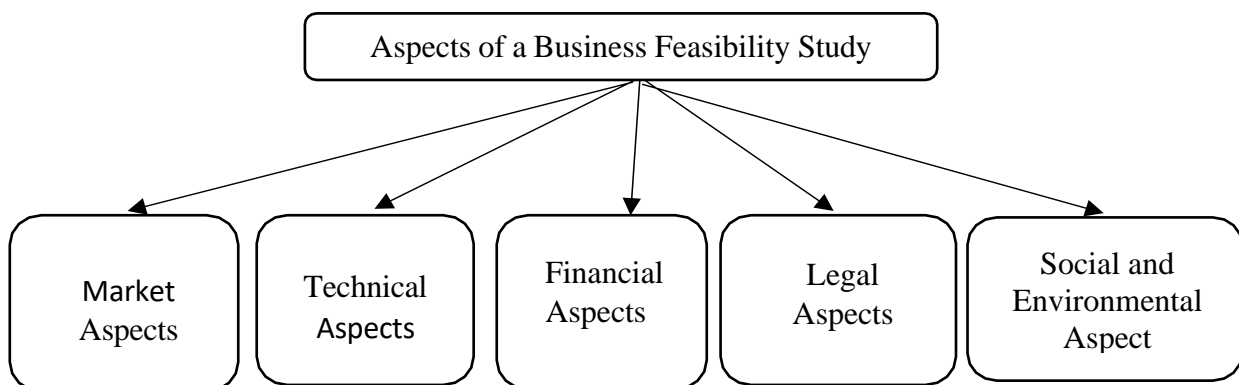 Aspects of a Business Feasibility Study
Market
Aspects
Technical
Aspects
Financial
Aspects
Legal
Aspects
Social and
Environmental
Aspect